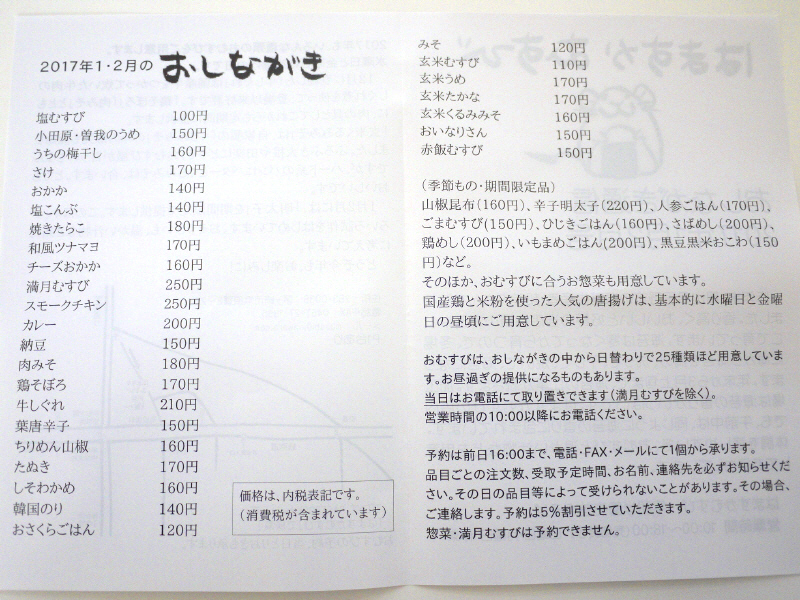 2017年1・2月の おしながき
塩むすび 100円
小田原・曽我のうめ 150円
うちの梅干し 160円
さけ 170円
おかか 140円
塩こんぶ 140円
焼きたらこ 180円
和風ツナマヨ 170円
チーズおかか 160円
満月むすび 250円
スモークチキン 250円
カレー 200円
納豆 150円
肉みそ 180円
鶏そぼろ 170円
牛しぐれ 210円
葉唐辛子 150円
ちりめん山椒 160円
たぬき 170円
しそわかめ 160円
韓国のり 140円
おさくらごはん 120円
価格は、内税表記です。
(消費税が含まれています)
みそ 120円
玄米むすび 110円
玄米うめ 170円
玄米たかな 170円
玄米くるみみそ 160円
おいなりさん 150円
赤飯むすび 150円
(季節もの・期間限定品)
山椒昆布(160円)、辛子明太子(220円)、人参ごはん(170円)、
ごまむすび(150円)、ひじきごはん(160円)、さばめし(200円)、
鶏めし(200円)、いもまめごはん(200円)、黒豆黒米おこわ(150
円)など。
そのほか、おむすびに合うお惣菜も用意しています。
国産鶏と米粉を使った人気の唐揚げは、基本的に水曜日と金曜
日の昼頃にご用意しています。
おむすびは、おしながきの中から日替わりで25種類ほど用意していま
す。お昼過ぎの提供になるものもあります。
当日はお電話にて取り置きできます(満月むすびを除く)。
営業時間の10:00以降にお電話ください。
予約は前日16:00まで、電話・FAX・メールにて1個から承ります。
品目ごとの注文数、受取予定時間、お名前、連絡先を必ずお知らせくだ
さい。その日の品目等によって受けられないことがあります。その場合、
ご連絡します。予約は5%割引させていただきます。
惣菜・満月むすびは予約できません。